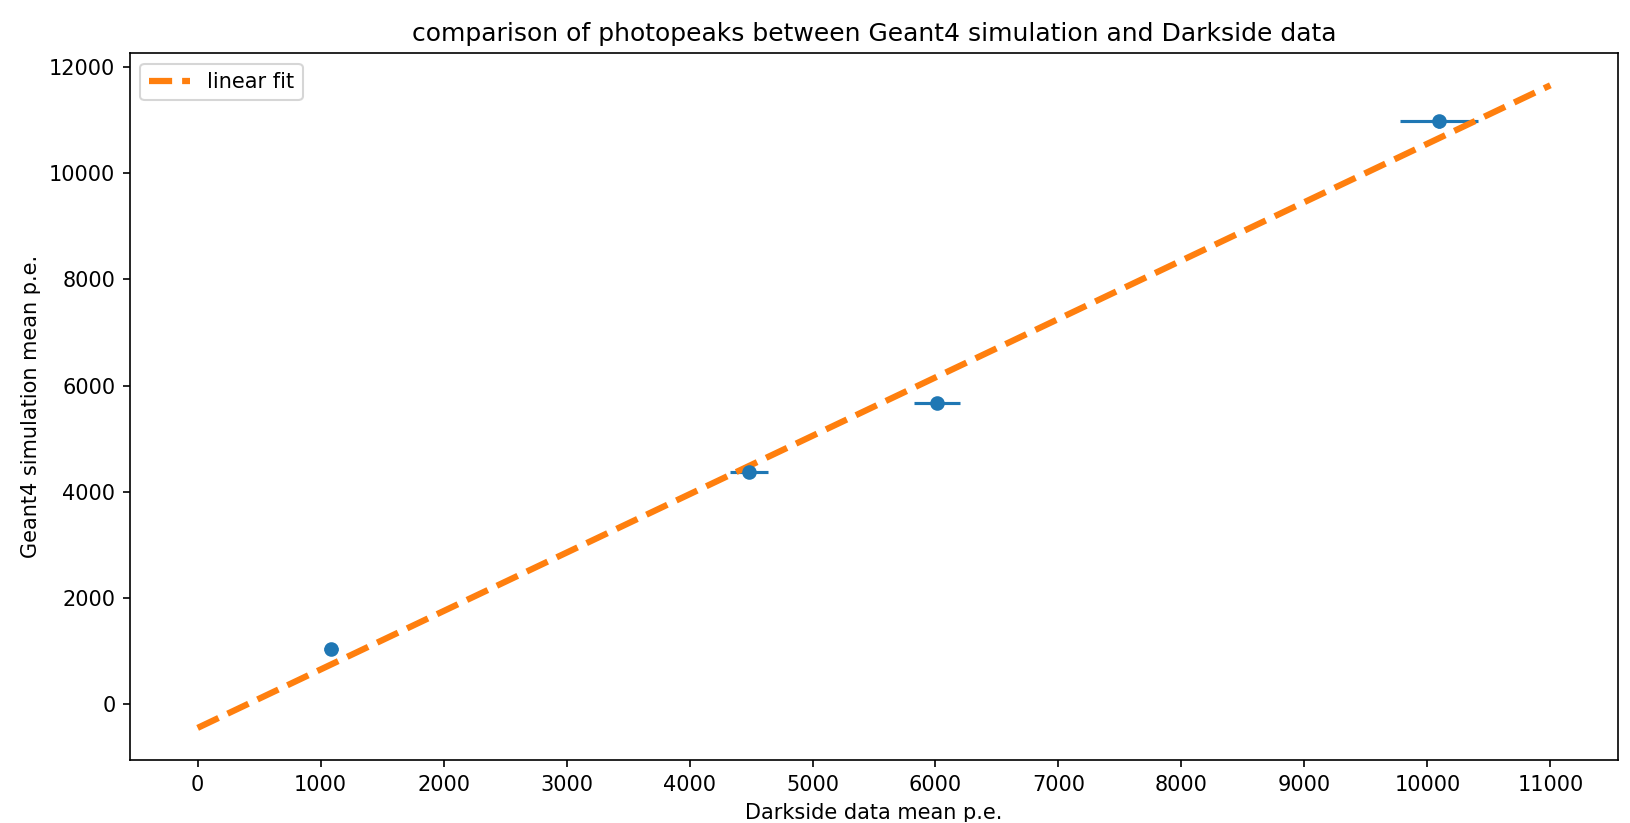 comparison of photopeaks between Geant4 simulation and Darkside data
linear fit
12000
10000
8000
6000
4000
2000
0
Geant4 simulation mean p.e.
0 1000 2000 3000 4000 5000 6000 7000 8000 9000 10000 11000
Darkside data mean p.e.